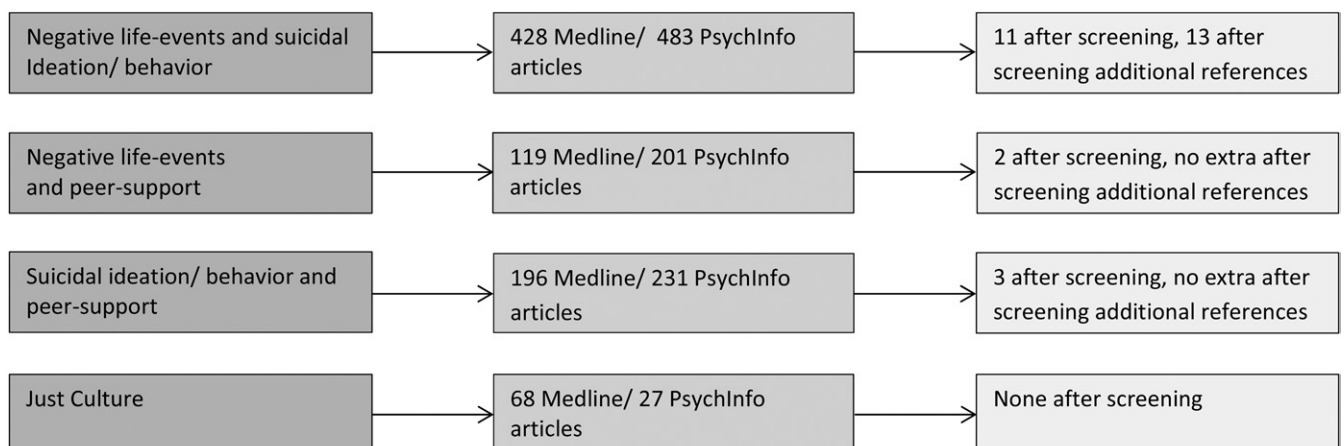 Negative life-events and suicidal
Ideation/ behavior
428 Medline/ 483 PsychInfo
articles
11 after screening, 13 after
screening additional references
Negative life-events
and peer-support
119 Medline/ 201 PsychInfo
articles
2 after screening, no extra after
screening additional references
Suicidal ideation/ behavior and
peer-support
196 Medline/ 231 PsychInfo
articles
3 after screening, no extra after
screening additional references
Just Culture
68 Medline/ 27 PsychInfo
articles
None after screening